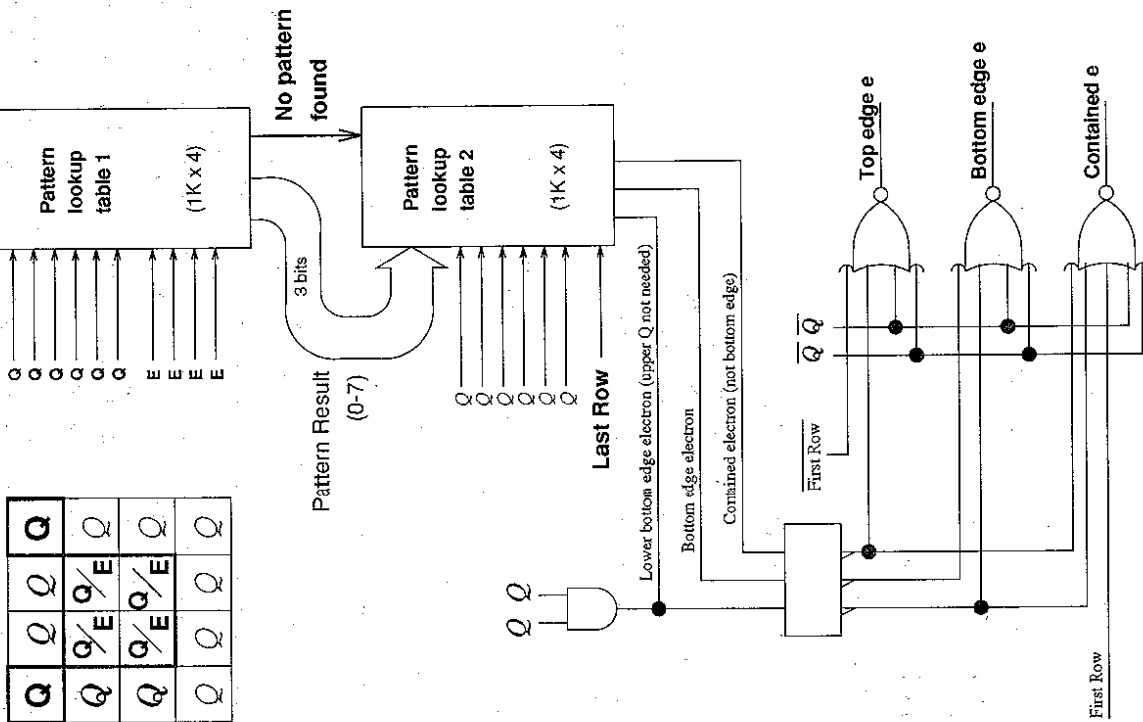 Q
Q
Q
Q
Q
Q
E
E
E
E
Pattern
lookup
table 1
(1K x 4)
No pattern
found
3 bits
Pattern Result
(0-7)
Pattern
lookup
table 2
(1K x 4)
Q
Q
Q
Q
Q
Q
Last Row
Q Q Q Q
Q Q/E Q/E Q
Q Q/E Q/E Q
Q Q Q Q
Q Q
Lower bottom edge electron (upper Q not needed)
Bottom edge electron
Contained electron (not bottom edge)
First Row
Q̅ Q̅
Top edge e
Bottom edge e
Contained e
First Row